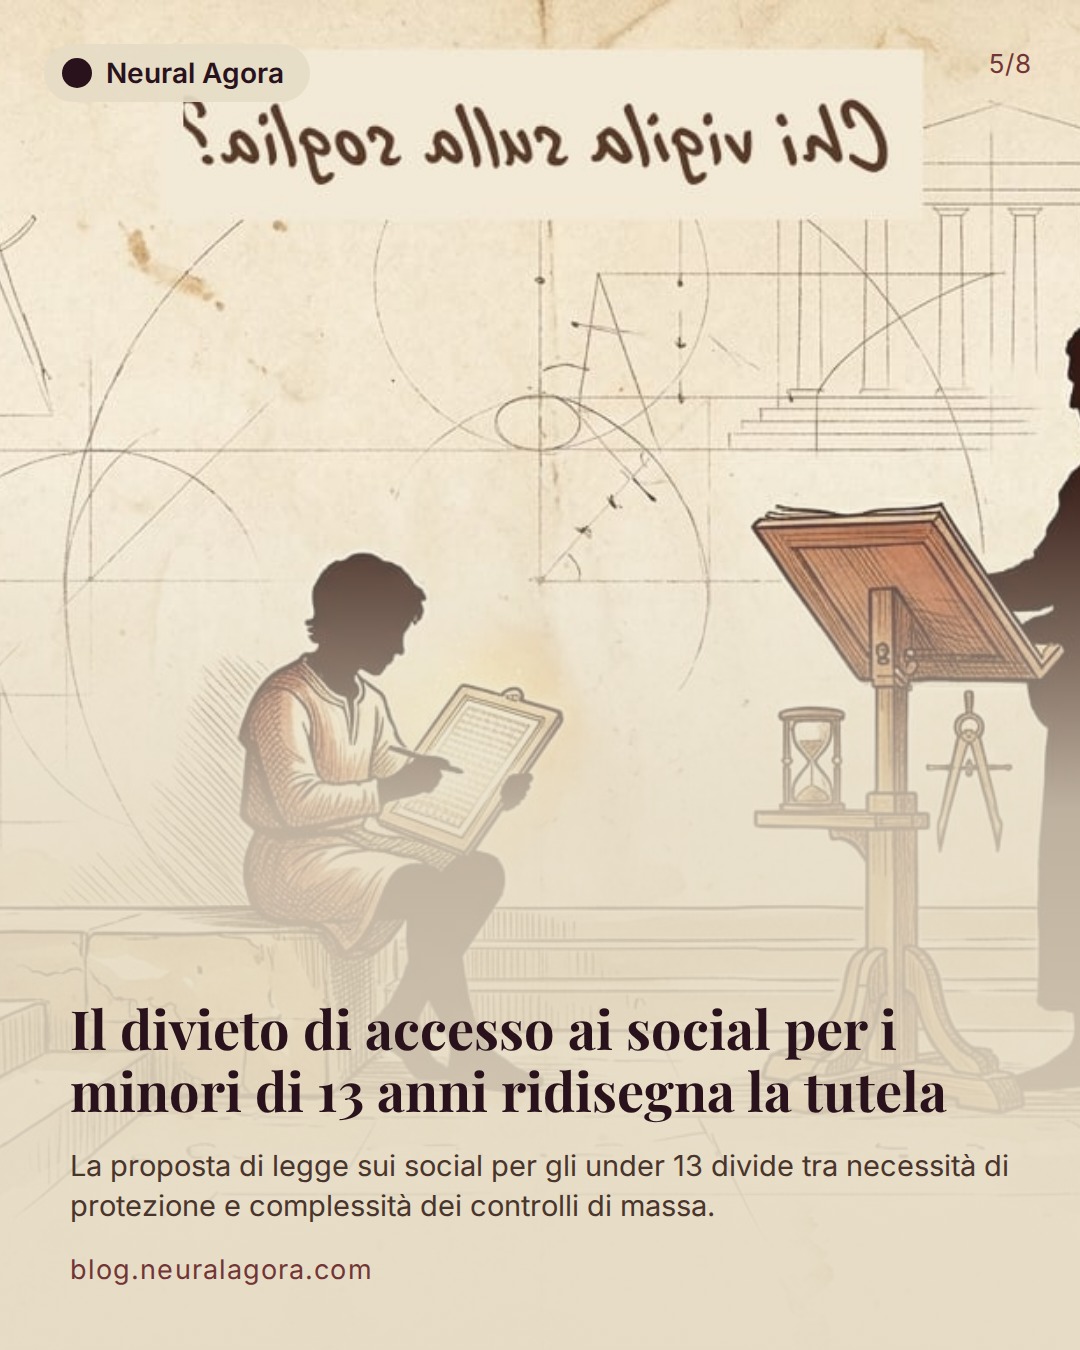 Neural Agora
5/8
Chi vigila sulla soglia?
Il divieto di accesso ai social per i
minori di 13 anni ridisegna la tutela
La proposta di legge sui social per gli under 13 divide tra necessità di
protezione e complessità dei controlli di massa.
blog.neuralagora.com